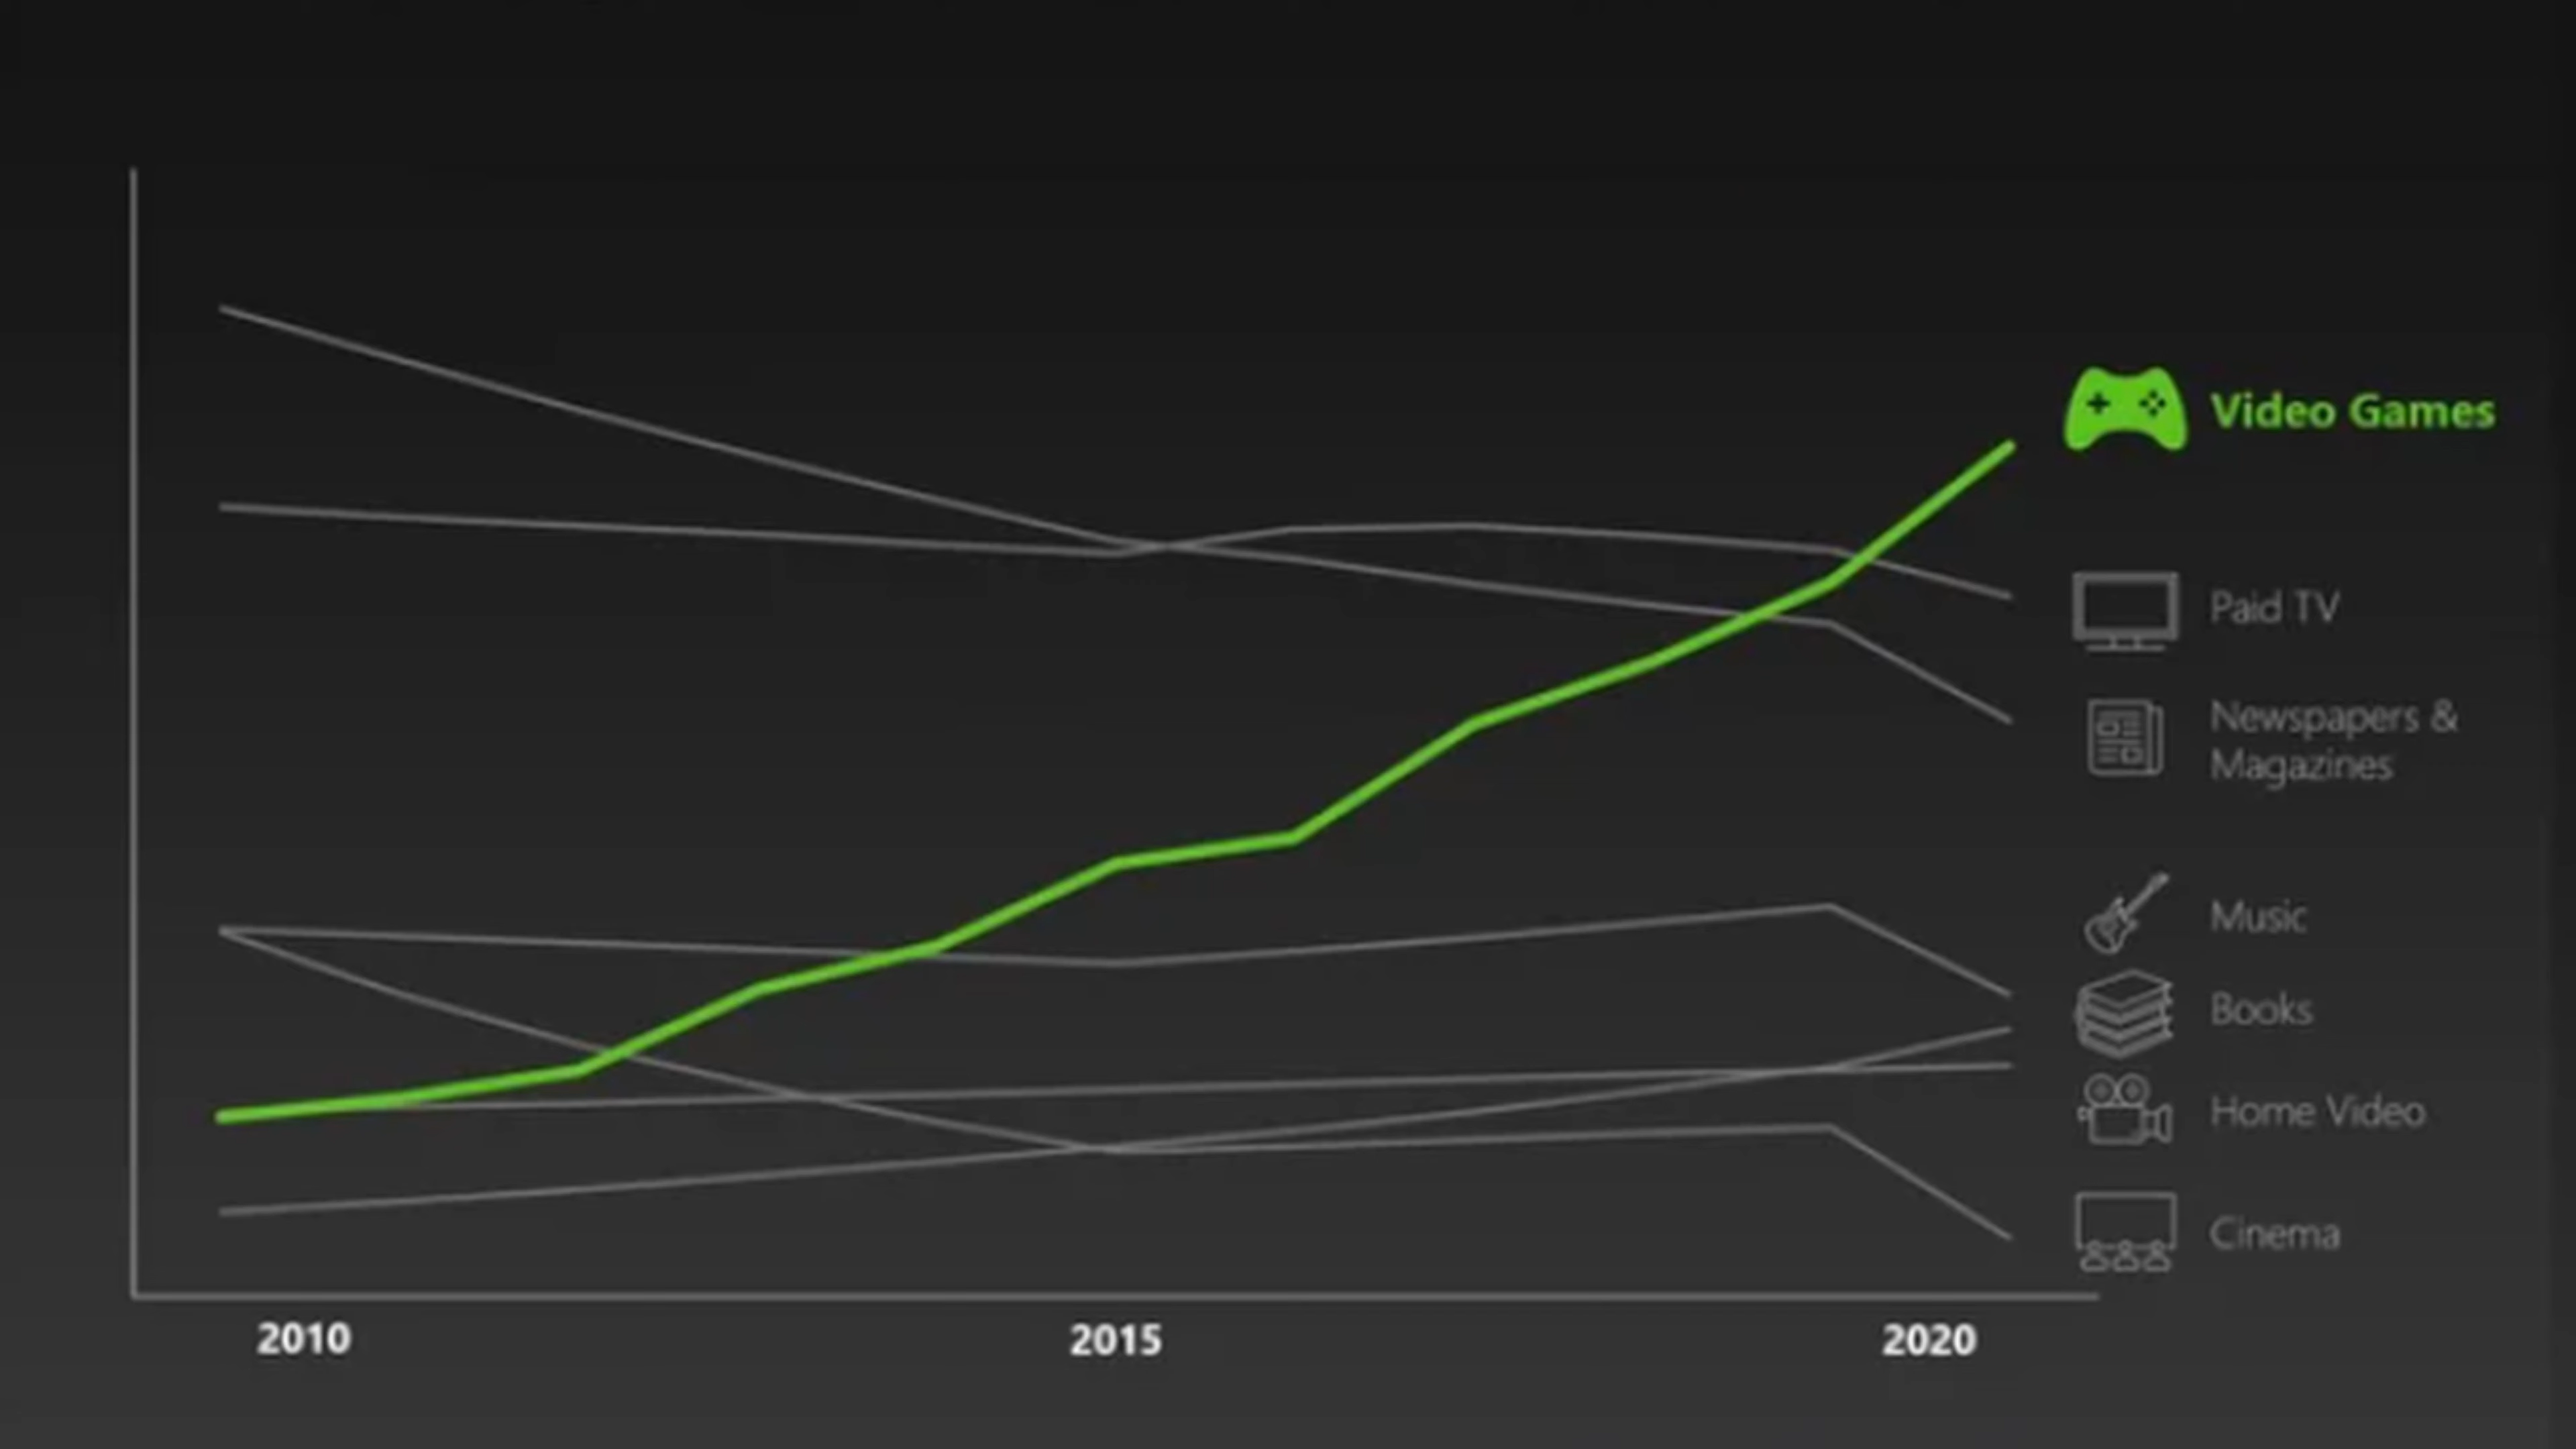 Video Games
Paid TV
Newspapers &
Magazines
Music
Books
Home Video
Cinema
2010
2015
2020